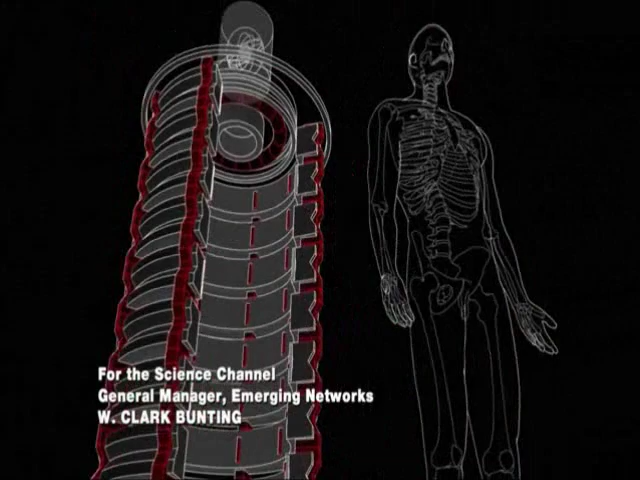 For the Science Channel
General Manager, Emerging Networks
W. CLARK BUNTING